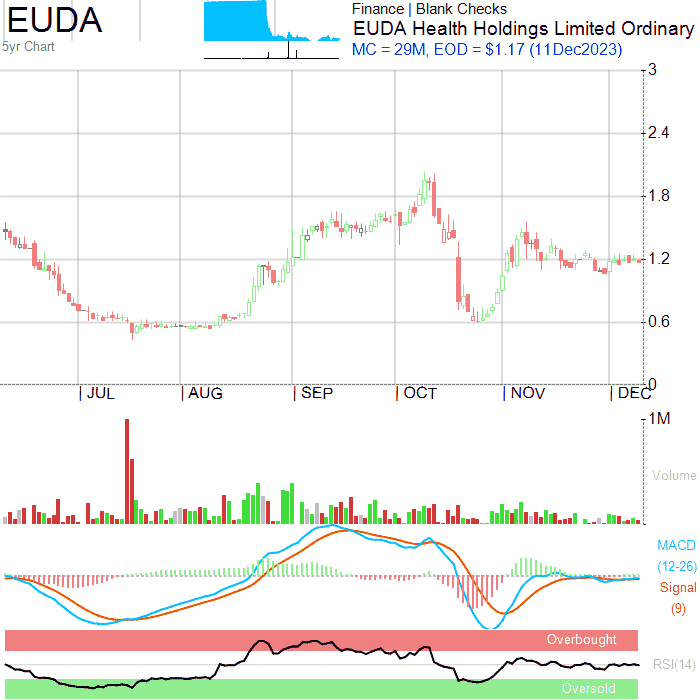 EUDA
5yr Chart
Finance | Blank Checks
EUDA Health Holdings Limited Ordinary
MC = 29M, EOD = $1.17 (11Dec2023)
3
2.4
1.8
1.2
0.6
0
JUL AUG SEP OCT NOV DEC
1M
Volume
MACD
(12-26)
Signal
(9)
Overbought
RSI(14)
Oversold